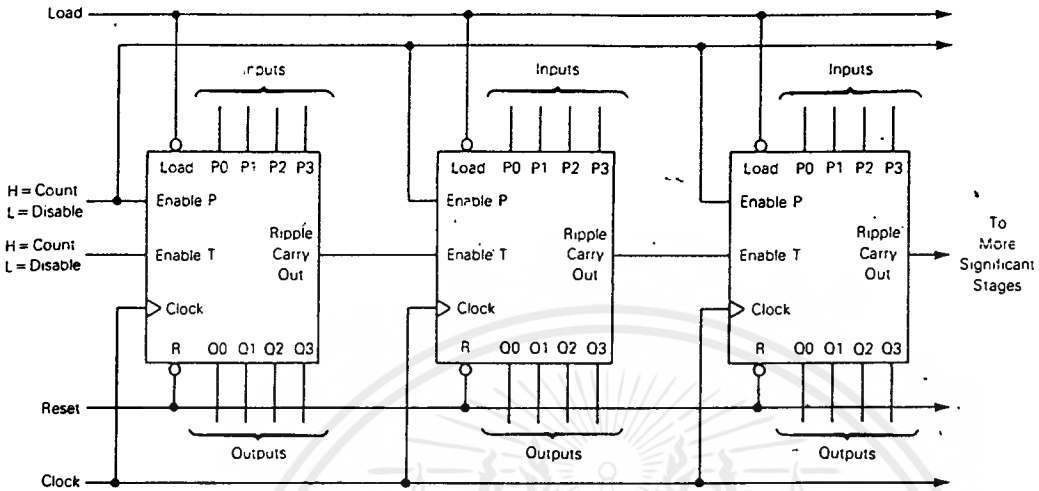 Load
Inputs
Inputs
Inputs
Load P0 P1 P2 P3
Load P0 P1 P2 P3
Load P0 P1 P2 P3
H = Count
L = Disable
Enable P
Enable P
Enable P
H = Count
L = Disable
Enable T
Ripple
Carry
Out
Enable T
Ripple
Carry
Out
Enable T
Ripple
Carry
Out
To
More
Significant
Stages
Clock
Clock
Clock
R Q0 Q1 Q2 Q3
R Q0 Q1 Q2 Q3
R Q0 Q1 Q2 Q3
Reset
Outputs
Outputs
Outputs
Clock